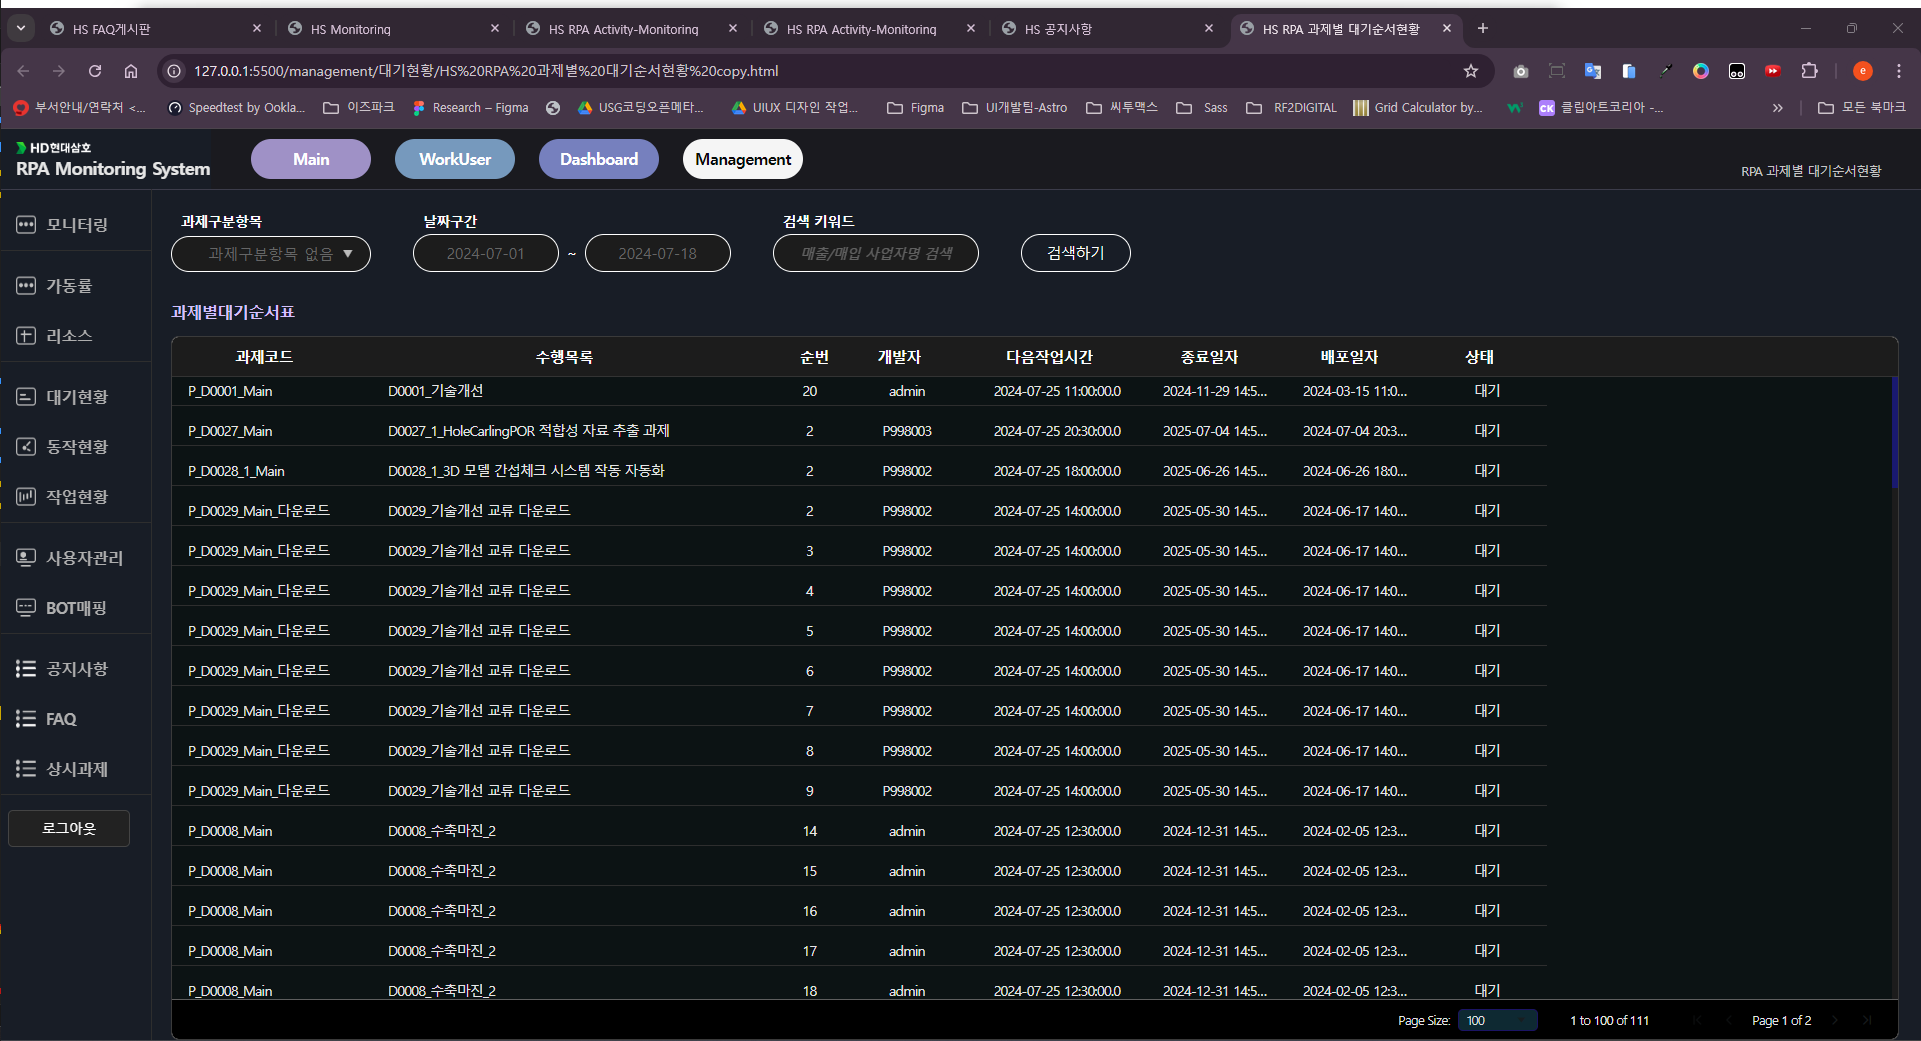 HS FAQ게시판
HS Monitoring
HS RPA Activity-Monitoring
HS RPA Activity-Monitoring
HS 공지사항
HS RPA 과제별 대기순서현황
127.0.0.1:5500/management/대기현황/HS%20RPA%20과제별%20대기순서현황%20copy.html
e
부서안내/연락처 <...
Speedtest by Ookla...
이즈파크
Research – Figma
USG코딩오픈메타...
UIUX 디자인 작업...
Figma
UI개발팀-Astro
씨투맥스
Sass
RF2DIGITAL
Grid Calculator by...
CK 클립아트코리아 -...
모든 북마크
HD현대삼호
RPA Monitoring System
Main
WorkUser
Dashboard
Management
RPA 과제별 대기순서현황
모니터링
가동률
리소스
대기현황
동작현황
작업현황
사용자관리
BOT매핑
공지사항
FAQ
상시과제
로그아웃
과제구분항목 날짜구간 검색 키워드
과제구분항목 없음 ▼ 2024-07-01 ~ 2024-07-18 매출/매입 사업자명 검색 검색하기
과제별대기순서표
과제코드 수행목록 순번 개발자 다음작업시간 종료일자 배포일자 상태
P_D0001_Main D0001_기술개선 20 admin 2024-07-25 11:00:00.0 2024-11-29 14:5... 2024-03-15 11:0... 대기
P_D0027_Main D0027_1_HoleCarlingPOR 적합성 자료 추출 과제 2 P998003 2024-07-25 20:30:00.0 2025-07-04 14:5... 2024-07-04 20:3... 대기
P_D0028_1_Main D0028_1_3D 모델 간섭체크 시스템 작동 자동화 2 P998002 2024-07-25 18:00:00.0 2025-06-26 14:5... 2024-06-26 18:0... 대기
P_D0029_Main_다운로드 D0029_기술개선 교류 다운로드 2 P998002 2024-07-25 14:00:00.0 2025-05-30 14:5... 2024-06-17 14:0... 대기
P_D0029_Main_다운로드 D0029_기술개선 교류 다운로드 3 P998002 2024-07-25 14:00:00.0 2025-05-30 14:5... 2024-06-17 14:0... 대기
P_D0029_Main_다운로드 D0029_기술개선 교류 다운로드 4 P998002 2024-07-25 14:00:00.0 2025-05-30 14:5... 2024-06-17 14:0... 대기
P_D0029_Main_다운로드 D0029_기술개선 교류 다운로드 5 P998002 2024-07-25 14:00:00.0 2025-05-30 14:5... 2024-06-17 14:0... 대기
P_D0029_Main_다운로드 D0029_기술개선 교류 다운로드 6 P998002 2024-07-25 14:00:00.0 2025-05-30 14:5... 2024-06-17 14:0... 대기
P_D0029_Main_다운로드 D0029_기술개선 교류 다운로드 7 P998002 2024-07-25 14:00:00.0 2025-05-30 14:5... 2024-06-17 14:0... 대기
P_D0029_Main_다운로드 D0029_기술개선 교류 다운로드 8 P998002 2024-07-25 14:00:00.0 2025-05-30 14:5... 2024-06-17 14:0... 대기
P_D0029_Main_다운로드 D0029_기술개선 교류 다운로드 9 P998002 2024-07-25 14:00:00.0 2025-05-30 14:5... 2024-06-17 14:0... 대기
P_D0008_Main D0008_수축마진_2 14 admin 2024-07-25 12:30:00.0 2024-12-31 14:5... 2024-02-05 12:3... 대기
P_D0008_Main D0008_수축마진_2 15 admin 2024-07-25 12:30:00.0 2024-12-31 14:5... 2024-02-05 12:3... 대기
P_D0008_Main D0008_수축마진_2 16 admin 2024-07-25 12:30:00.0 2024-12-31 14:5... 2024-02-05 12:3... 대기
P_D0008_Main D0008_수축마진_2 17 admin 2024-07-25 12:30:00.0 2024-12-31 14:5... 2024-02-05 12:3... 대기
P_D0008_Main D0008_수축마진_2 18 admin 2024-07-25 12:30:00.0 2024-12-31 14:5... 2024-02-05 12:3... 대기
Page Size: 100 1 to 100 of 111 Page 1 of 2